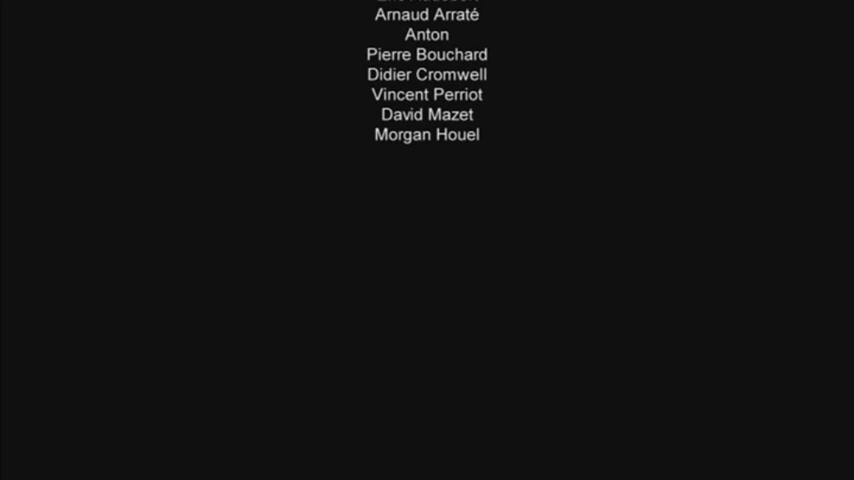 Arnaud Arraté
Anton
Pierre Bouchard
Didier Cromwell
Vincent Perriot
David Mazet
Morgan Houel